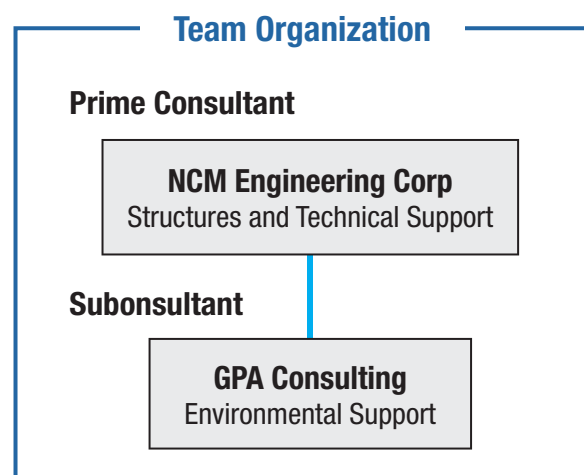 Team Organization
Prime Consultant
NCM Engineering Corp
Structures and Technical Support
Subonsultant
GPA Consulting
Environmental Support